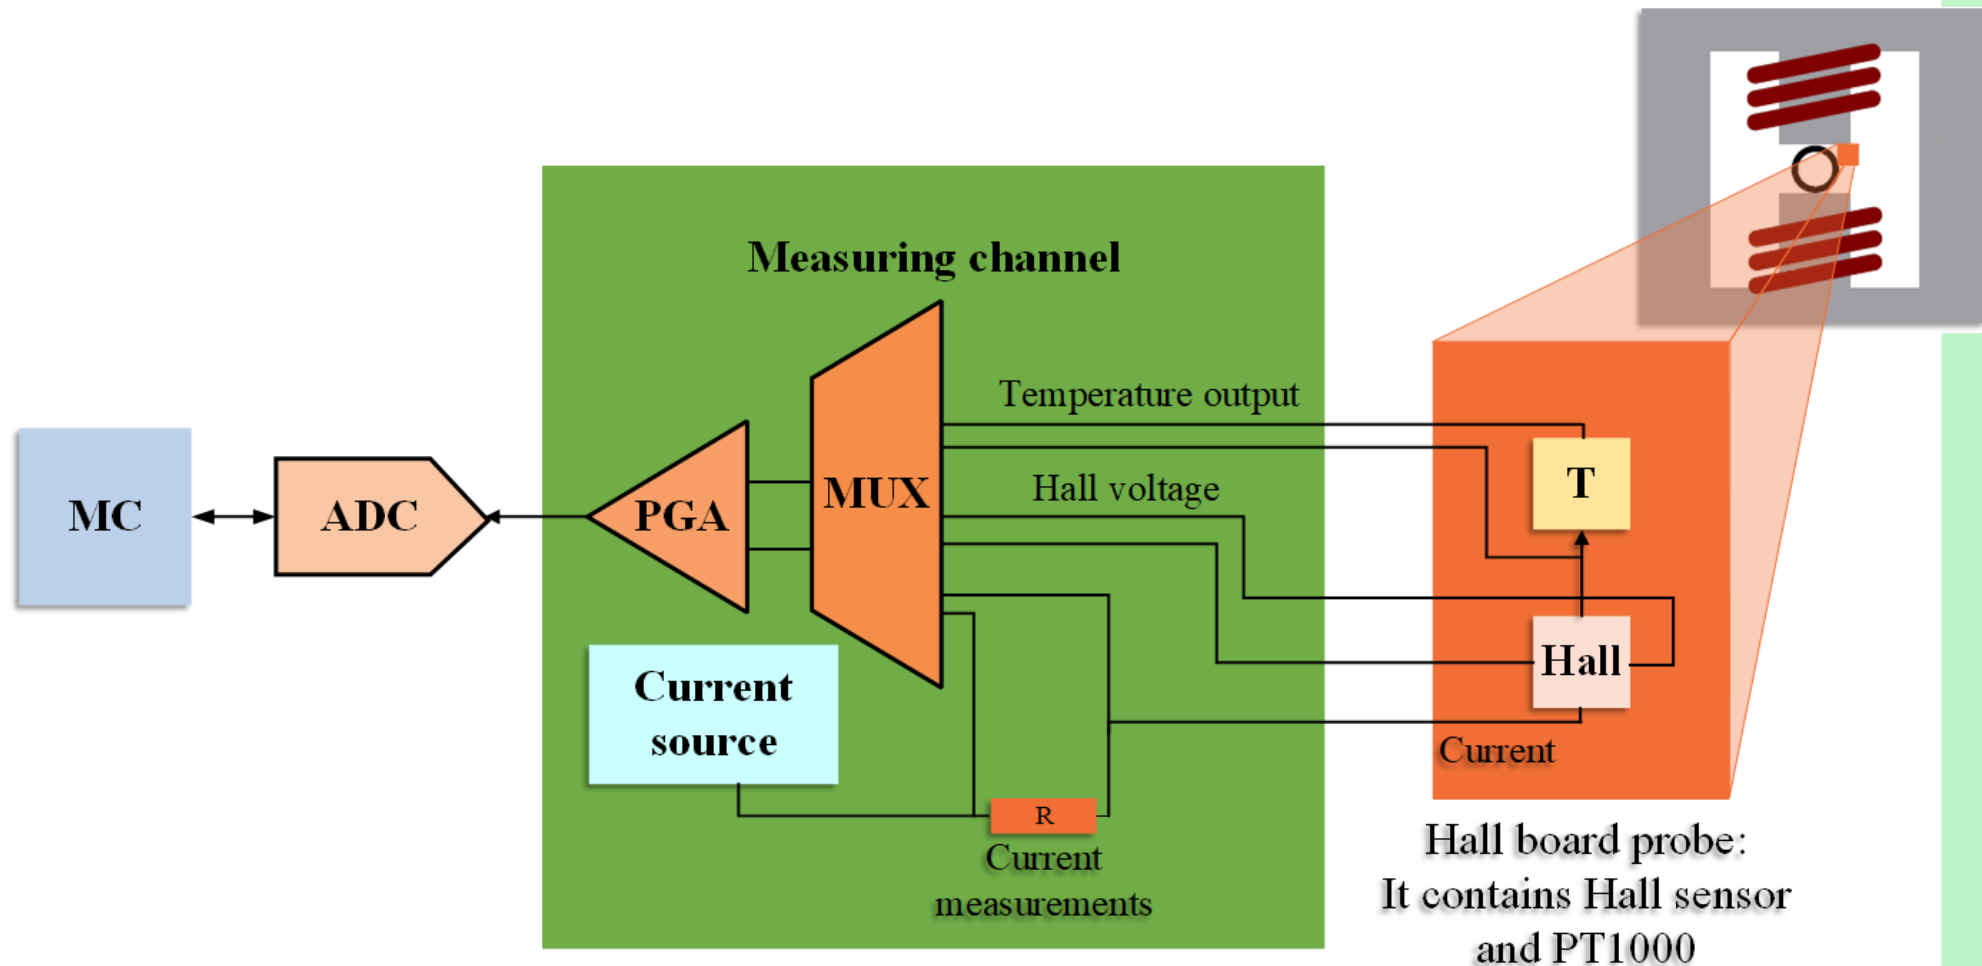 Measuring channel
Temperature output
Hall voltage
MC
ADC
PGA
MUX
T
Hall
Current
source
Current
R
Current
measurements
Hall board probe:
It contains Hall sensor
and PT1000